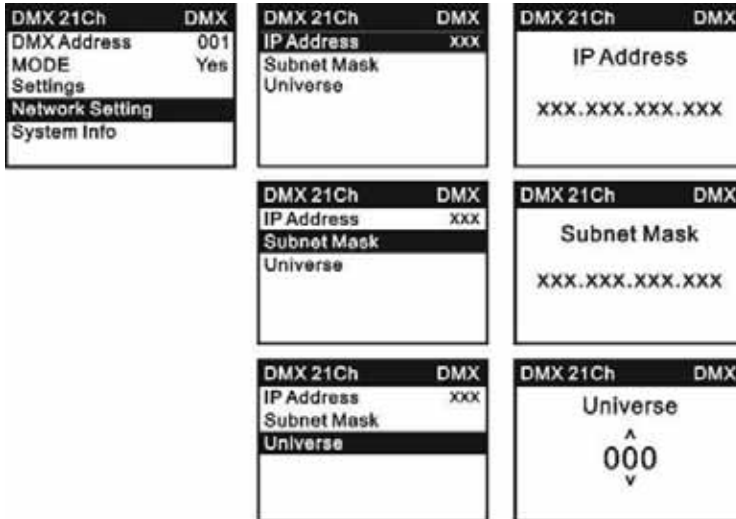 DMX 21Ch DMX
DMX Address 001
MODE Yes
Settings
Network Setting
System Info
DMX 21Ch DMX
IP Address XXX
Subnet Mask
Universe
DMX 21Ch DMX
IP Address
XXX.XXX.XXX.XXX
DMX 21Ch DMX
IP Address XXX
Subnet Mask
Universe
DMX 21Ch DMX
Subnet Mask
XXX.XXX.XXX.XXX
DMX 21Ch DMX
IP Address XXX
Subnet Mask
Universe
DMX 21Ch DMX
Universe
000